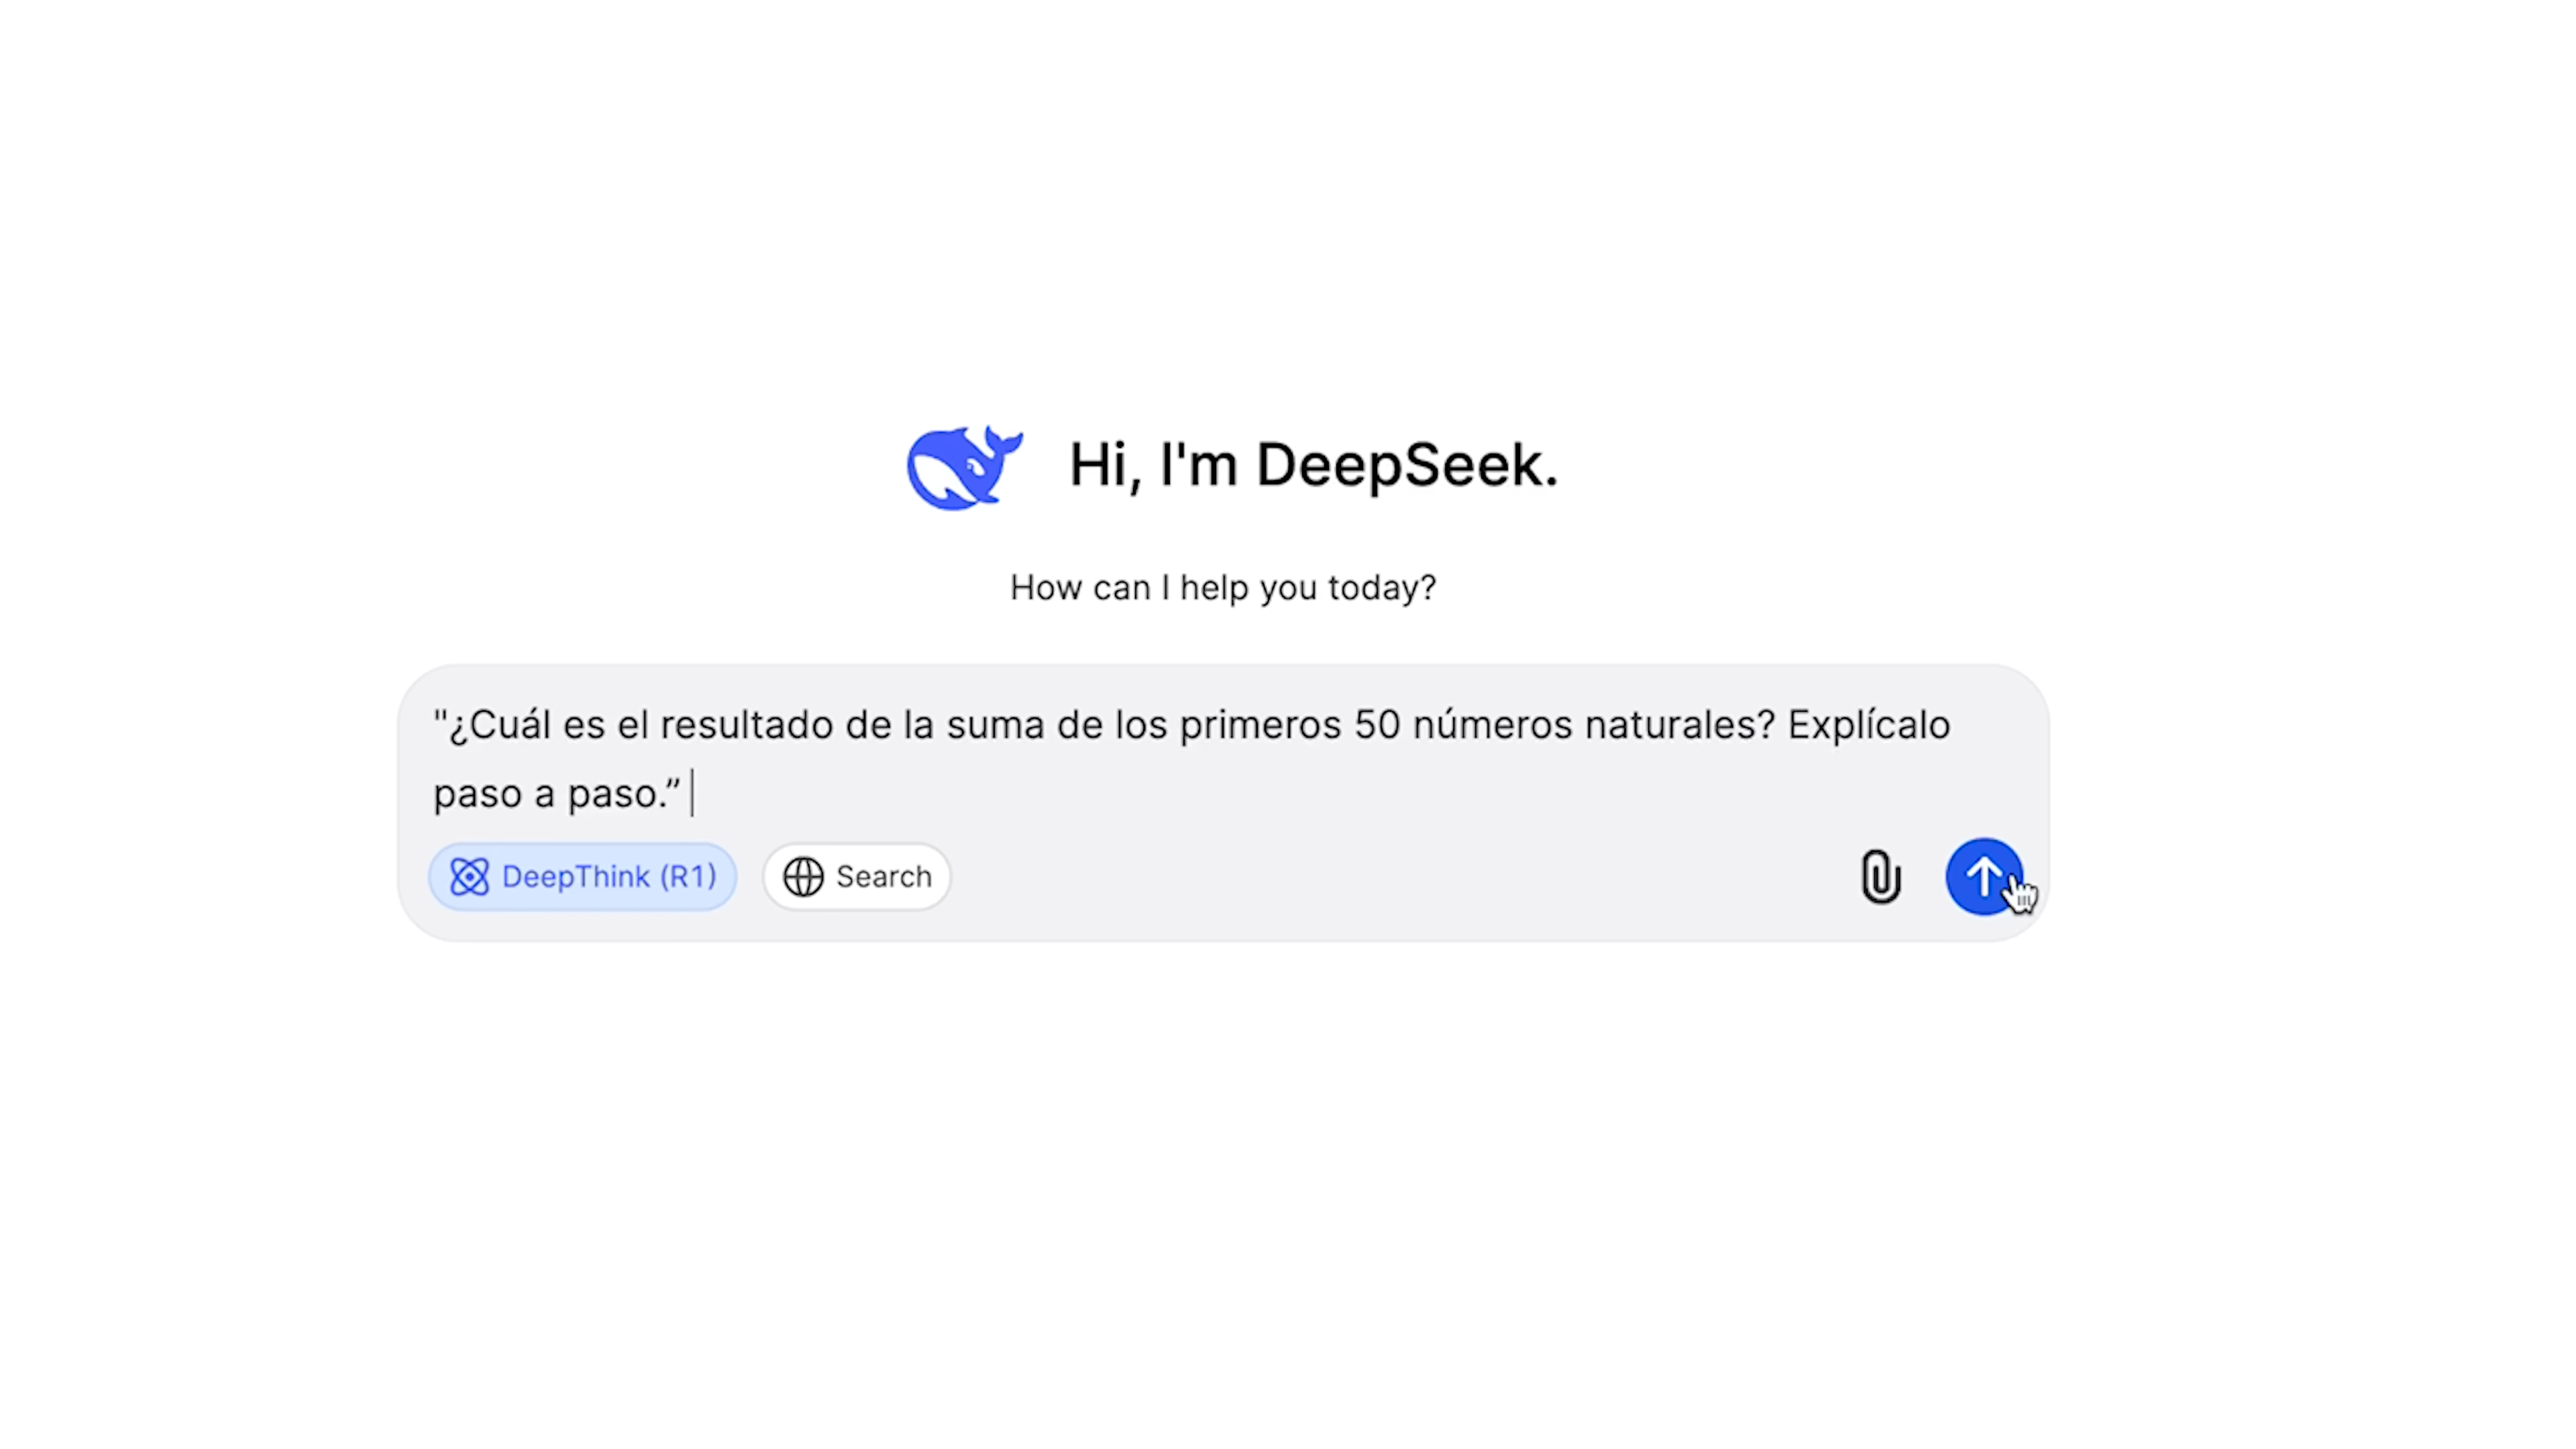 Hi, I'm DeepSeek.
How can I help you today?
"¿Cuál es el resultado de la suma de los primeros 50 números naturales? Explícalo
paso a paso.”
DeepThink (R1) Search